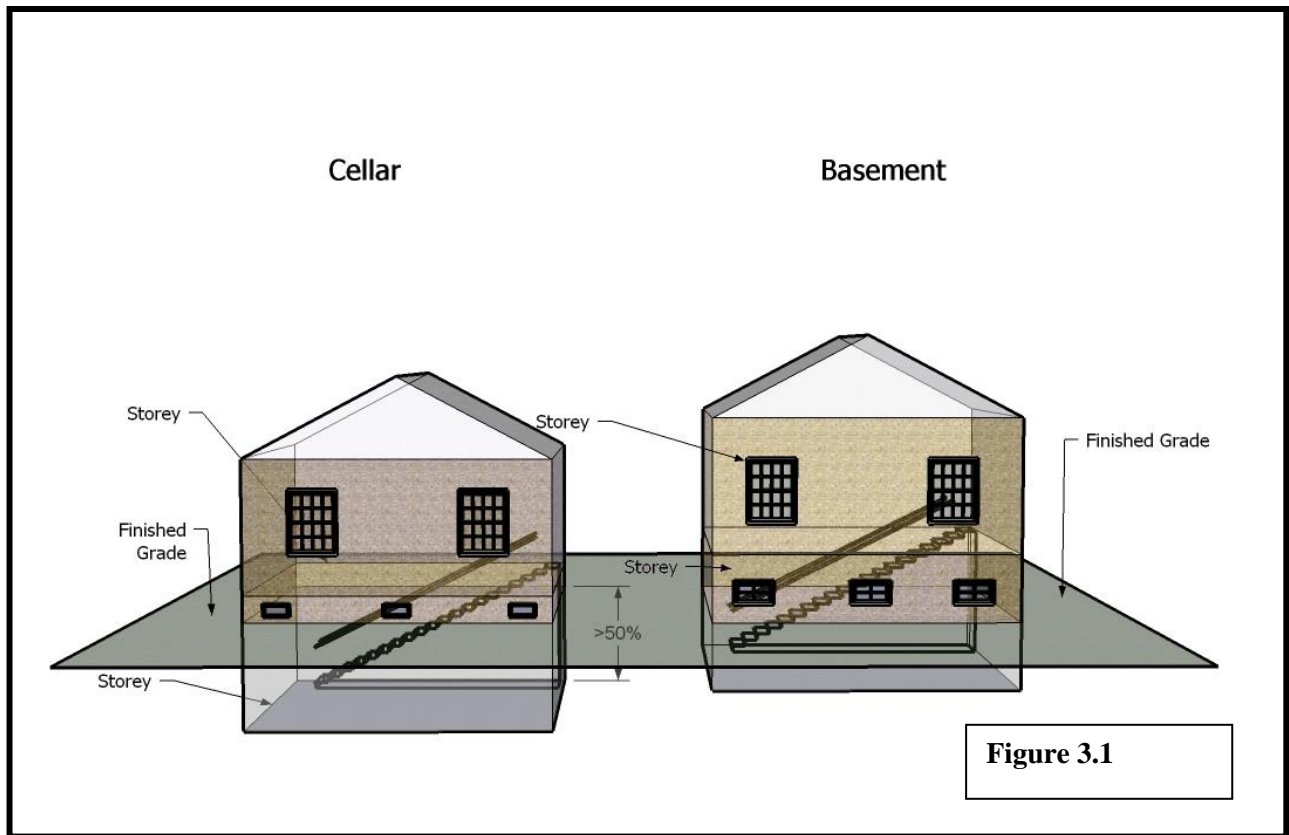 Cellar
Basement
Storey
Storey
Finished Grade
Finished
Grade
Storey
>50%
Storey
Figure 3.1